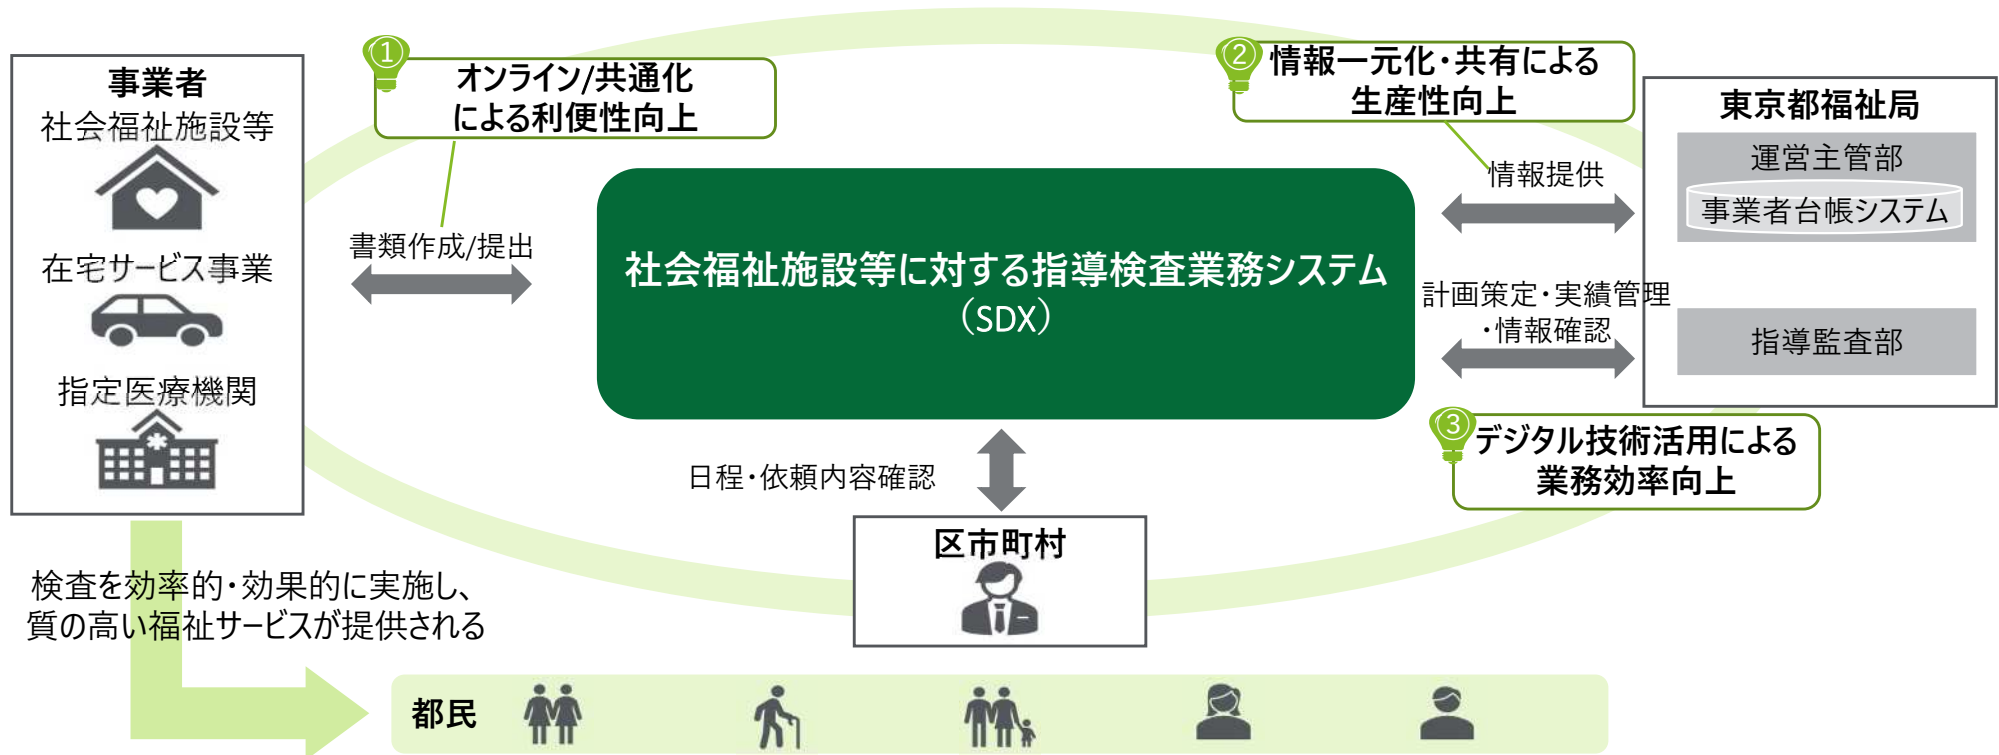 事業者
社会福祉施設等
在宅サービス事業
指定医療機関
①
オンライン/共通化
による利便性向上
書類作成/提出
社会福祉施設等に対する指導検査業務システム
（SDX）
②
情報一元化・共有による
生産性向上
情報提供
計画策定・実績管理
・情報確認
東京都福祉局
運営主管部
事業者台帳システム
指導監査部
③
デジタル技術活用による
業務効率向上
日程・依頼内容確認
区市町村
検査を効率的・効果的に実施し、
質の高い福祉サービスが提供される
都民